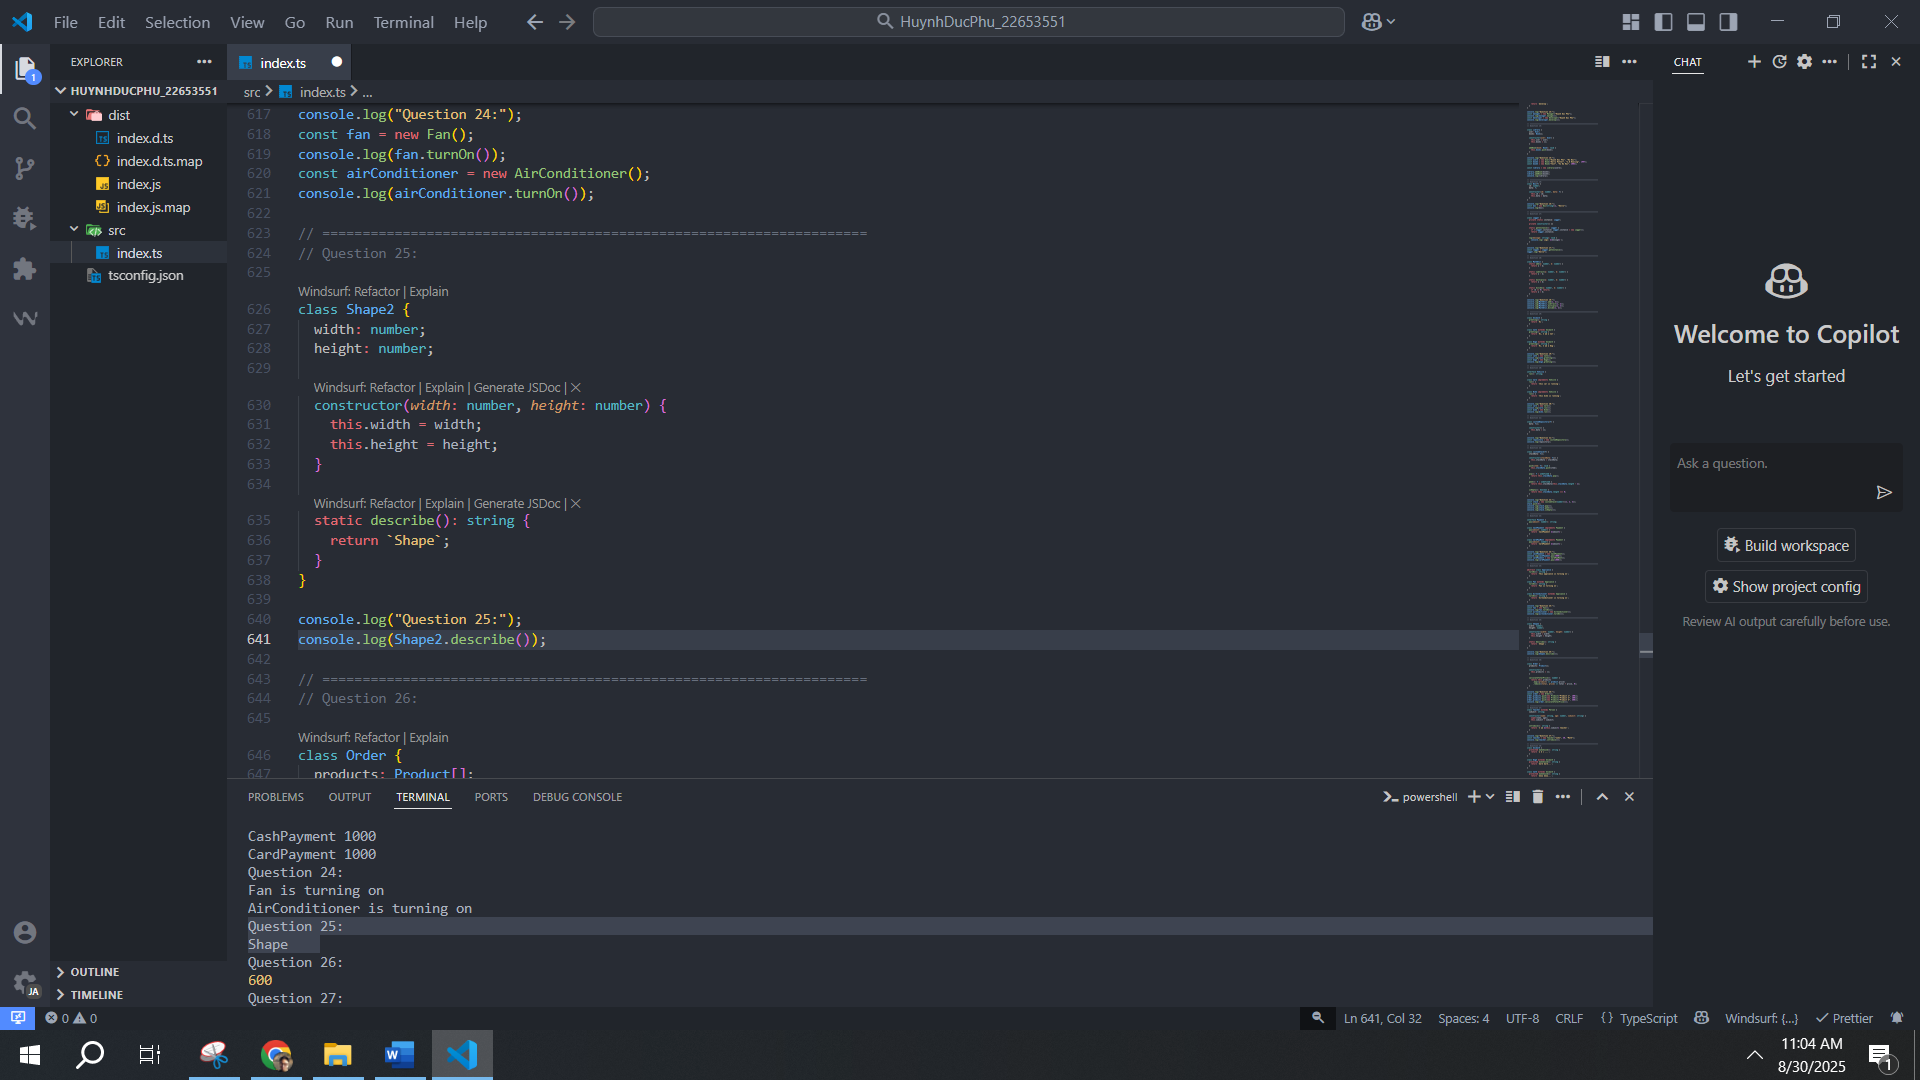 File Edit Selection View Go Run Terminal Help
HuynhDucPhu_22653551
EXPLORER
HUYNHDUCPHU_22653551
dist
index.d.ts
index.d.ts.map
index.js
index.js.map
src
index.ts
tsconfig.json
OUTLINE
TIMELINE
1
JA
index.ts
src > index.ts > ...
617 console.log("Question 24:");
618 const fan = new Fan();
619 console.log(fan.turnOn());
620 const airConditioner = new AirConditioner();
621 console.log(airConditioner.turnOn());
622
623 // ====================================================================
624 // Question 25:
625
Windsurf: Refactor | Explain
626 class Shape2 {
627 width: number;
628 height: number;
629
Windsurf: Refactor | Explain | Generate JSDoc | X
630 constructor(width: number, height: number) {
631 this.width = width;
632 this.height = height;
633 }
634
Windsurf: Refactor | Explain | Generate JSDoc | X
635 static describe(): string {
636 return `Shape`;
637 }
638 }
639
640 console.log("Question 25:");
641 console.log(Shape2.describe());
642
643 // ====================================================================
644 // Question 26:
645
Windsurf: Refactor | Explain
646 class Order {
647 products: Product[];
PROBLEMS OUTPUT TERMINAL PORTS DEBUG CONSOLE
powershell
CashPayment 1000
CardPayment 1000
Question 24:
Fan is turning on
AirConditioner is turning on
Question 25:
Shape
Question 26:
600
Question 27:
CHAT
Welcome to Copilot
Let's get started
Ask a question.
Build workspace
Show project config
Review AI output carefully before use.
0 0
Ln 641, Col 32 Spaces: 4 UTF-8 CRLF {} TypeScript Windsurf: {...} Prettier
11:04 AM
8/30/2025
1